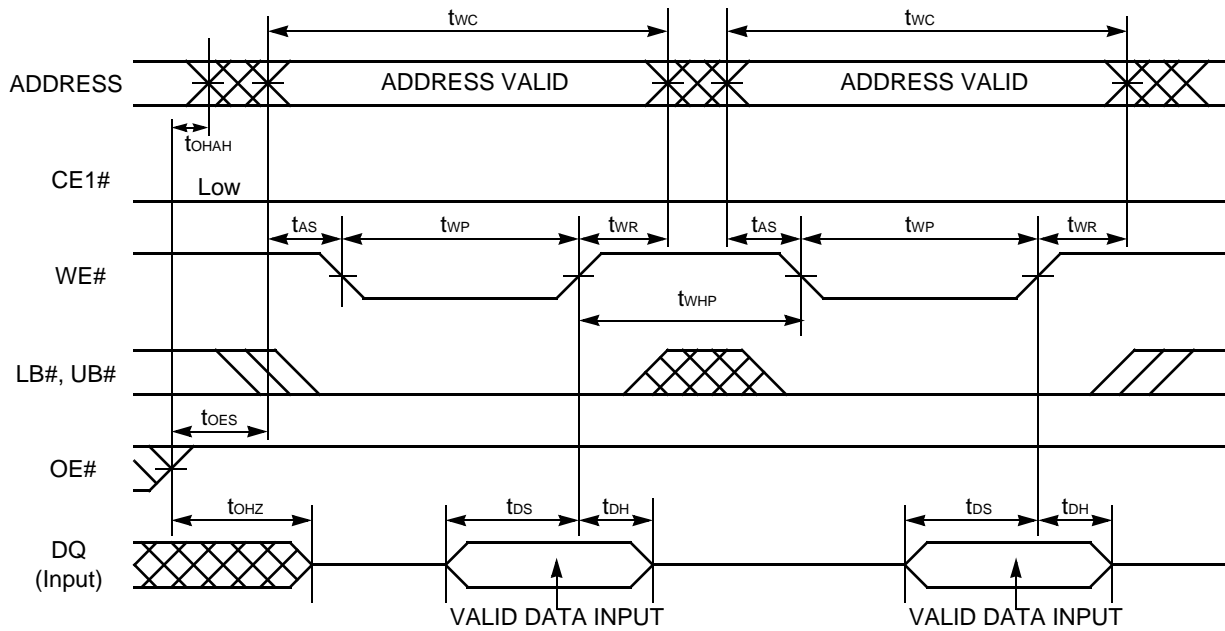 tWC tWC
ADDRESS ADDRESS VALID ADDRESS VALID
tOHAH
CE1# Low
tAS tWP tWR tAS tWP tWR
WE#
tWHP
LB#, UB#
tOES
OE#
tOHZ tDS tDH tDS tDH
DQ
(Input)
VALID DATA INPUT VALID DATA INPUT